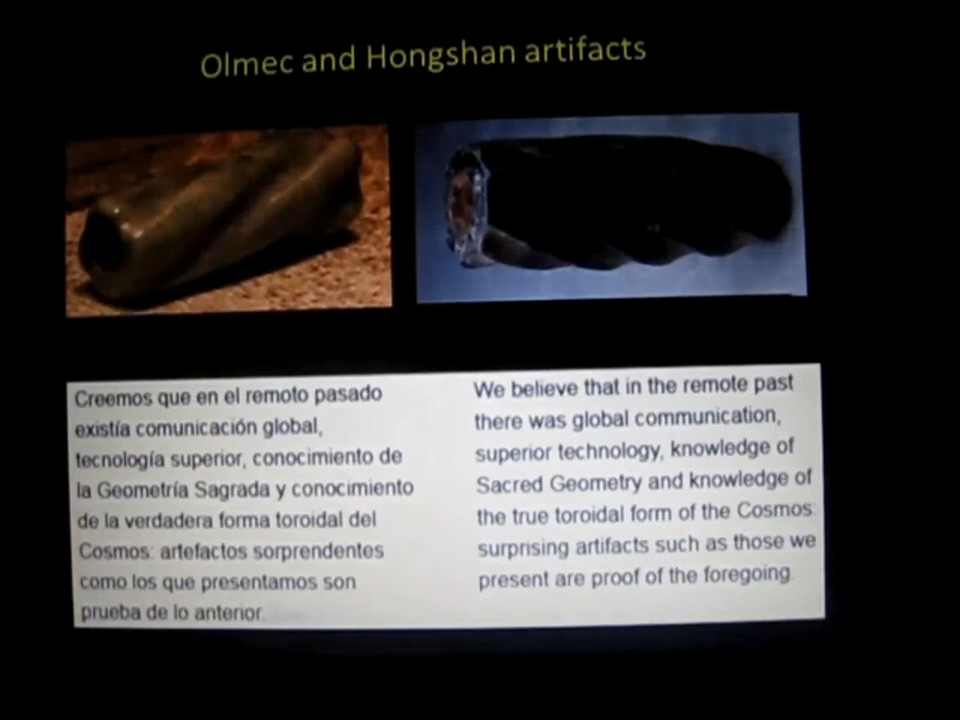 Olmec and Hongshan artifacts
Creemos que en el remoto pasado
existía comunicación global,
tecnología superior, conocimiento de
la Geometría Sagrada y conocimiento
de la verdadera forma toroidal del
Cosmos: artefactos sorprendentes
como los que presentamos son
prueba de lo anterior.
We believe that in the remote past
there was global communication,
superior technology, knowledge of
Sacred Geometry and knowledge of
the true toroidal form of the Cosmos:
surprising artifacts such as those we
present are proof of the foregoing.